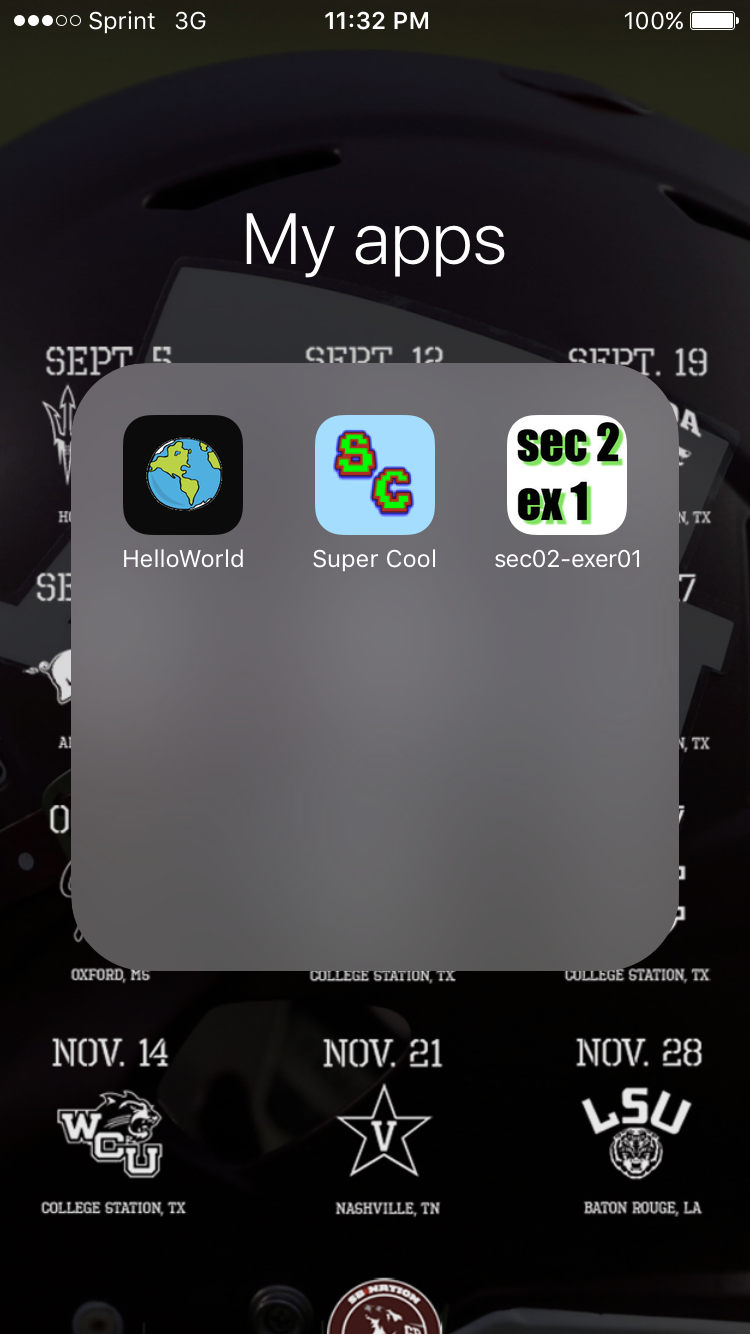 Sprint 3G 11:32 PM 100%
My apps
SEPT. 5 SEPT. 12 SEPT. 19
S C
sec 2
ex 1
HelloWorld Super Cool sec02-exer01
OXFORD, MS COLLEGE STATION, TX COLLEGE STATION, TX
NOV. 14 NOV. 21 NOV. 28
WCU V LSU
COLLEGE STATION, TX NASHVILLE, TN BATON ROUGE, LA
SB NATION